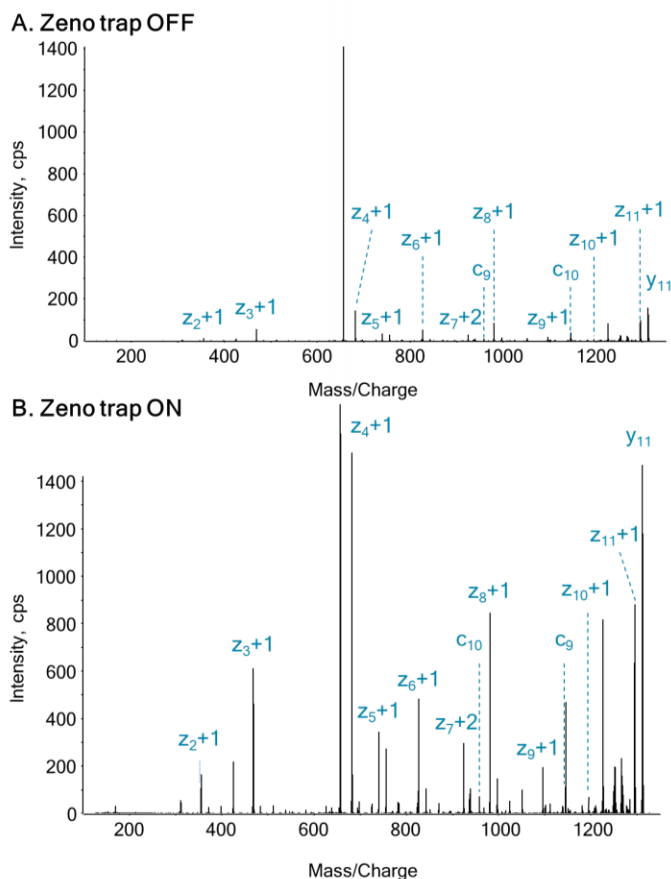 A. Zeno trap OFF
1400
1200
1000
800
600
400
200
0
Intensity, cps
z₂+1
z₃+1
z₄+1
z₅+1
z₆+1
z₇+2
c₉
z₈+1
z₉+1
c₁₀
z₁₀+1
z₁₁+1
y₁₁
200 400 600 800 1000 1200
Mass/Charge
B. Zeno trap ON
1400
1200
1000
800
600
400
200
0
Intensity, cps
z₂+1
z₃+1
z₄+1
z₅+1
z₆+1
z₇+2
c₁₀
z₈+1
z₉+1
c₉
z₁₀+1
z₁₁+1
y₁₁
200 400 600 800 1000 1200
Mass/Charge